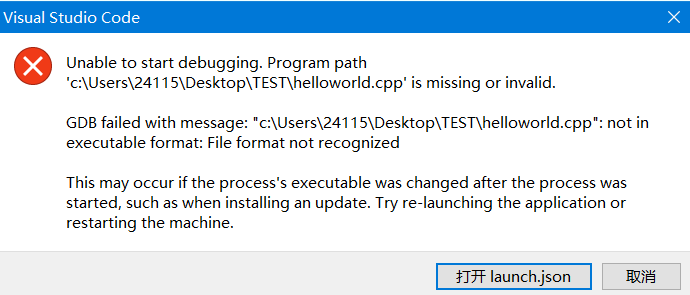 Visual Studio Code
Unable to start debugging. Program path
'c:\Users\24115\Desktop\TEST\helloworld.cpp' is missing or invalid.
GDB failed with message: "c:\Users\24115\Desktop\TEST\helloworld.cpp": not in
executable format: File format not recognized
This may occur if the process's executable was changed after the process was
started, such as when installing an update. Try re-launching the application or
restarting the machine.
打开 launch.json
取消